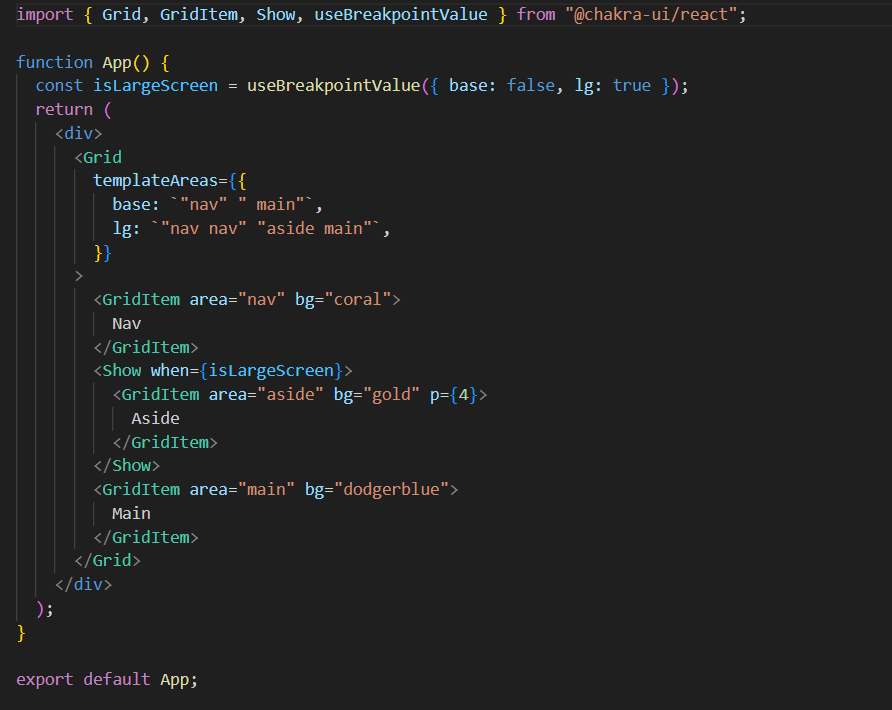 import { Grid, GridItem, Show, useBreakpointValue } from "@chakra-ui/react";

function App() {
  const isLargeScreen = useBreakpointValue({ base: false, lg: true });
  return (
    <div>
      <Grid
        templateAreas={{
          base: `"nav" " main"`,
          lg: `"nav nav" "aside main"`,
        }}
      >
        <GridItem area="nav" bg="coral">
          Nav
        </GridItem>
        <Show when={isLargeScreen}>
          <GridItem area="aside" bg="gold" p={4}>
            Aside
          </GridItem>
        </Show>
        <GridItem area="main" bg="dodgerblue">
          Main
        </GridItem>
      </Grid>
    </div>
  );
}

export default App;